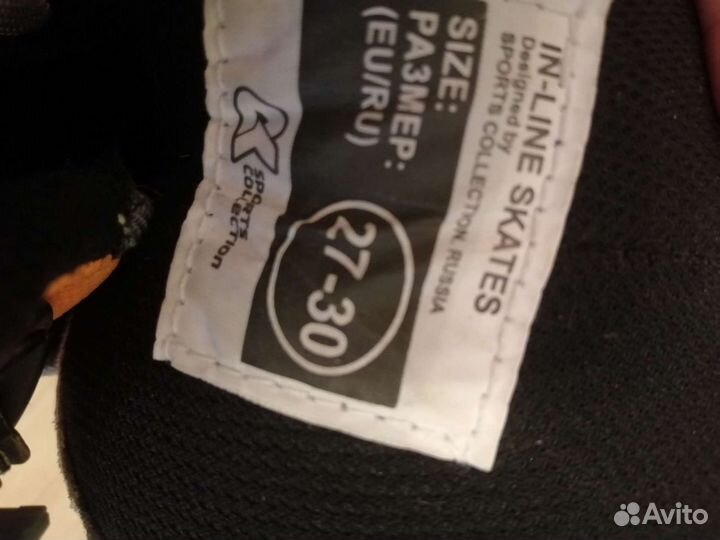 IN-LINE SKATES
Designed by
SPORTS COLLECTION, RUSSIA
SIZE:
РАЗМЕР:
(EU/RU)
27-30
SPORTS
COLLECTION
Avito